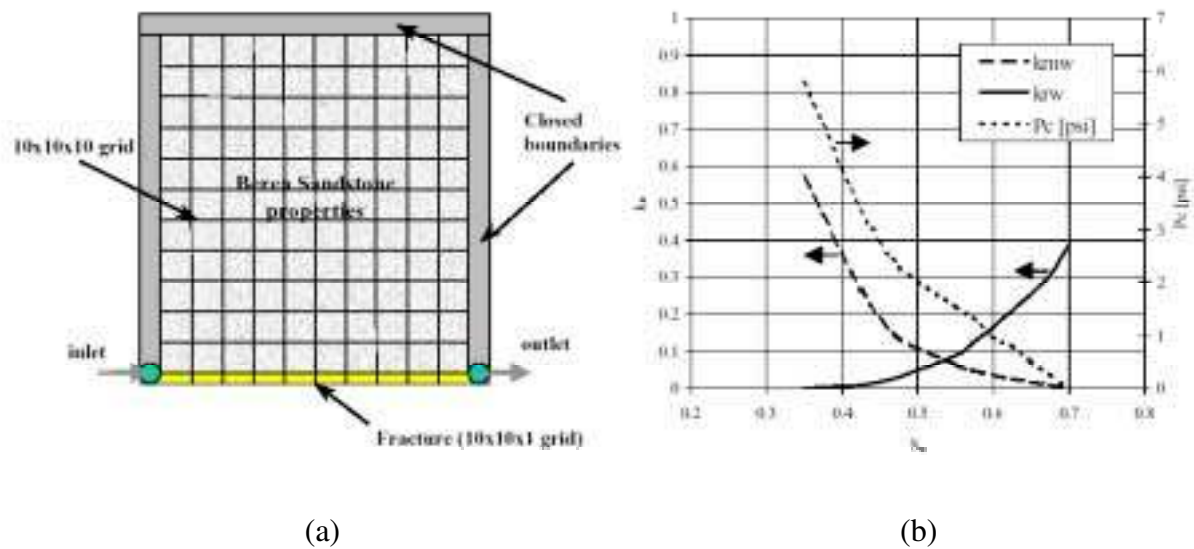 10x10x10 grid
Berea Sandstone
properties
Closed
boundaries
inlet
outlet
Fracture (10x10x1 grid)
(a)
1
0.9
0.8
0.7
0.6
0.5
0.4
0.3
0.2
0.1
0
0.2
0.3
0.4
0.5
0.6
0.7
0.8
7
6
5
4
3
2
1
0
Pc [psi]
krnw
krw
Pc [psi]
(b)